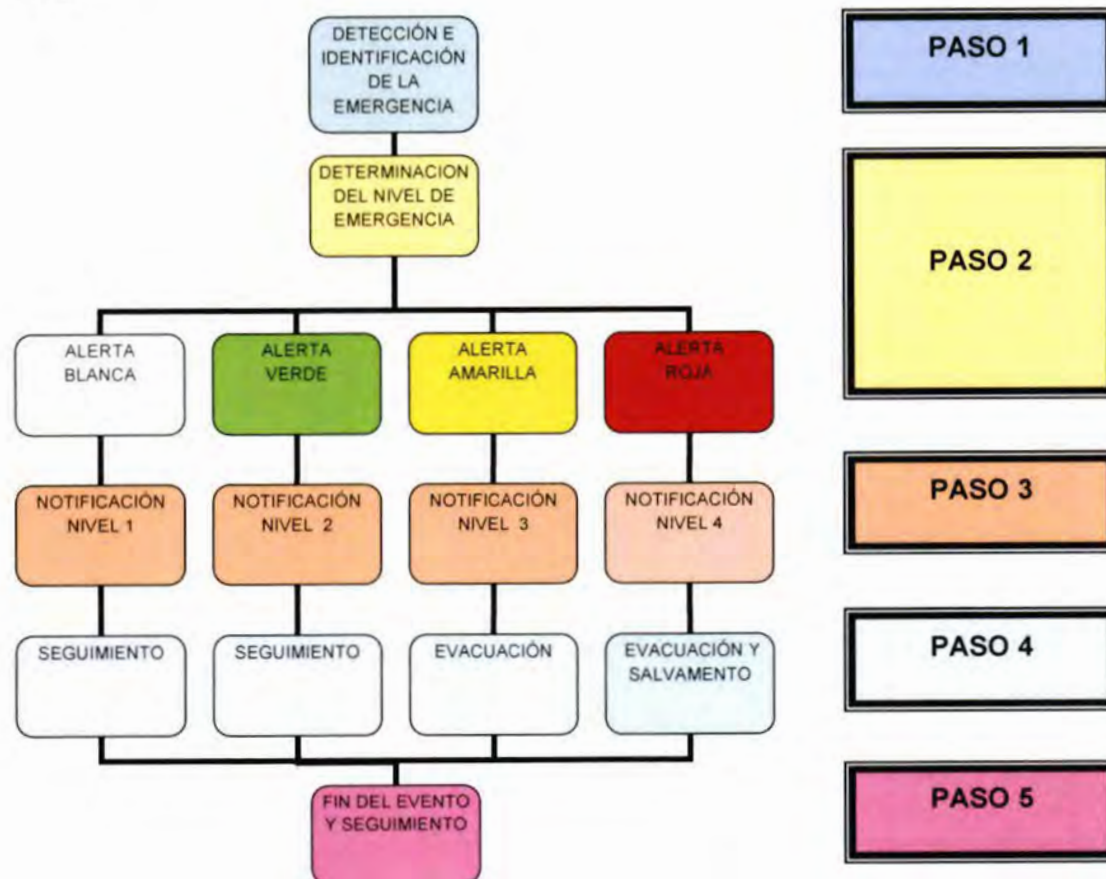 DETECCIÓN E
IDENTIFICACIÓN
DE LA
EMERGENCIA
PASO 1
DETERMINACION
DEL NIVEL DE
EMERGENCIA
PASO 2
ALERTA
BLANCA
ALERTA
VERDE
ALERTA
AMARILLA
ALERTA
ROJA
NOTIFICACIÓN
NIVEL 1
NOTIFICACIÓN
NIVEL 2
NOTIFICACIÓN
NIVEL 3
NOTIFICACIÓN
NIVEL 4
PASO 3
SEGUIMIENTO
SEGUIMIENTO
EVACUACIÓN
EVACUACIÓN Y
SALVAMENTO
PASO 4
FIN DEL EVENTO
Y SEGUIMIENTO
PASO 5